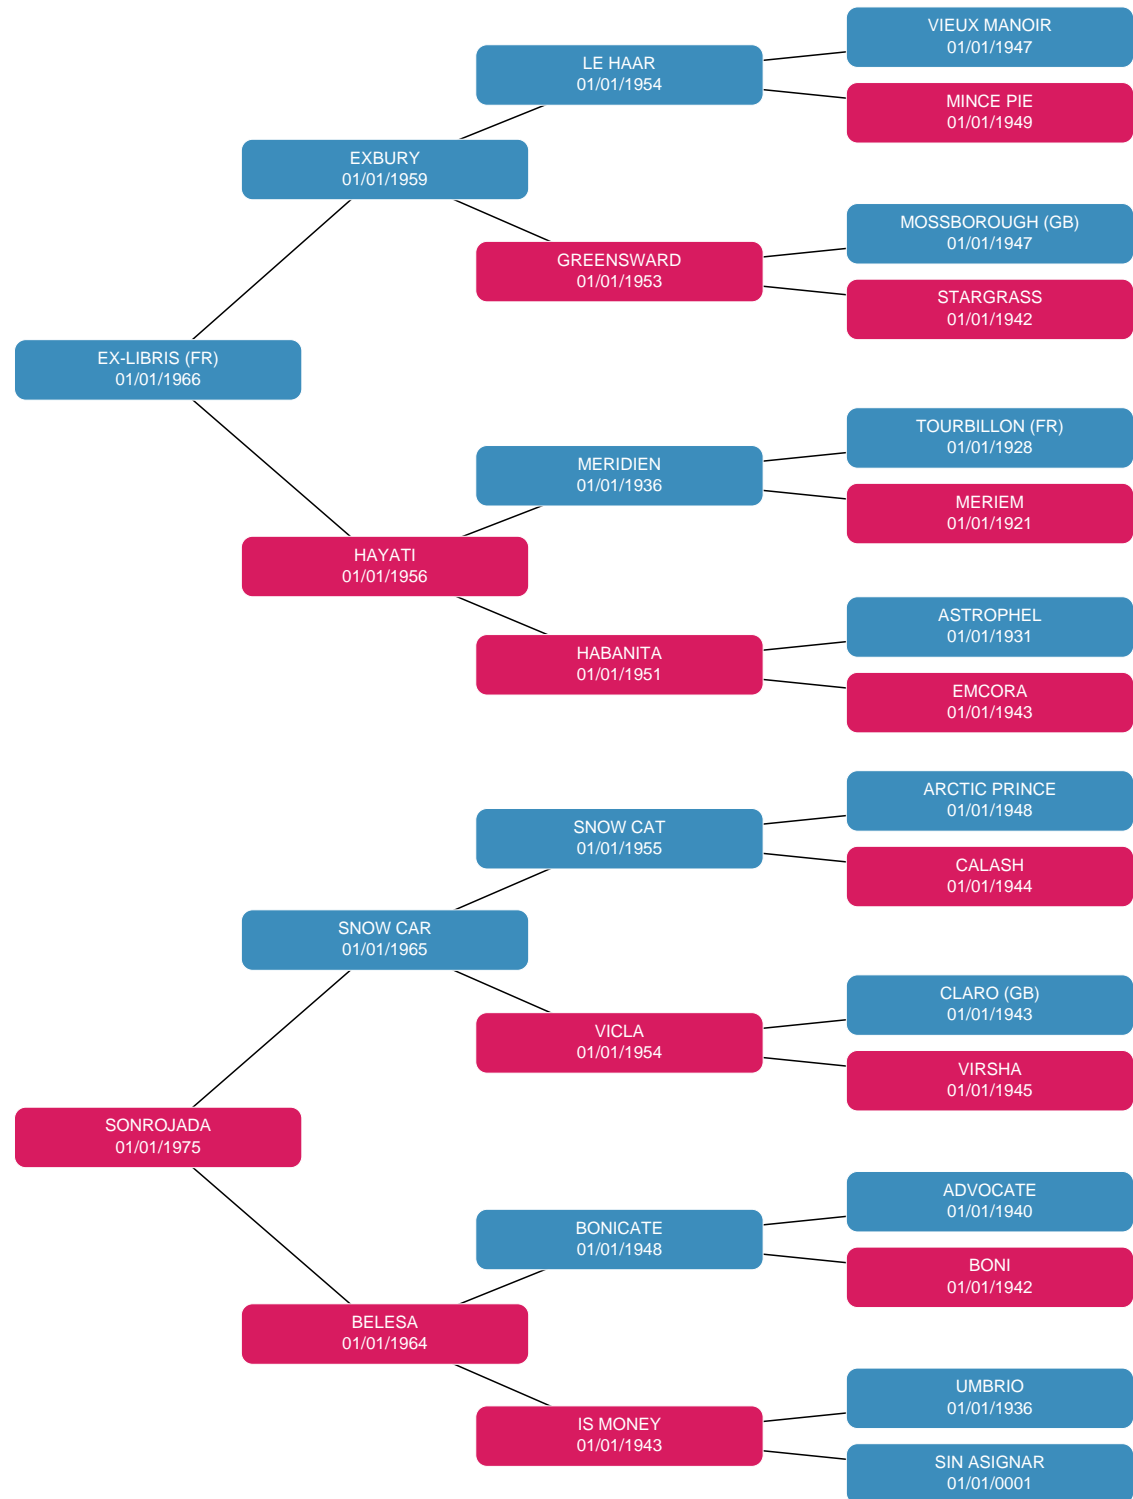 VIEUX MANOIR
01/01/1947
LE HAAR
01/01/1954
MINCE PIE
01/01/1949
EXBURY
01/01/1959
MOSSBOROUGH (GB)
01/01/1947
GREENSWARD
01/01/1953
STARGRASS
01/01/1942
EX-LIBRIS (FR)
01/01/1966
TOURBILLON (FR)
01/01/1928
MERIDIEN
01/01/1936
MERIEM
01/01/1921
HAYATI
01/01/1956
ASTROPHEL
01/01/1931
HABANITA
01/01/1951
EMCORA
01/01/1943
ARCTIC PRINCE
01/01/1948
SNOW CAT
01/01/1955
CALASH
01/01/1944
SNOW CAR
01/01/1965
CLARO (GB)
01/01/1943
VICLA
01/01/1954
VIRSHA
01/01/1945
SONROJADA
01/01/1975
ADVOCATE
01/01/1940
BONICATE
01/01/1948
BONI
01/01/1942
BELESA
01/01/1964
UMBRIO
01/01/1936
IS MONEY
01/01/1943
SIN ASIGNAR
01/01/0001